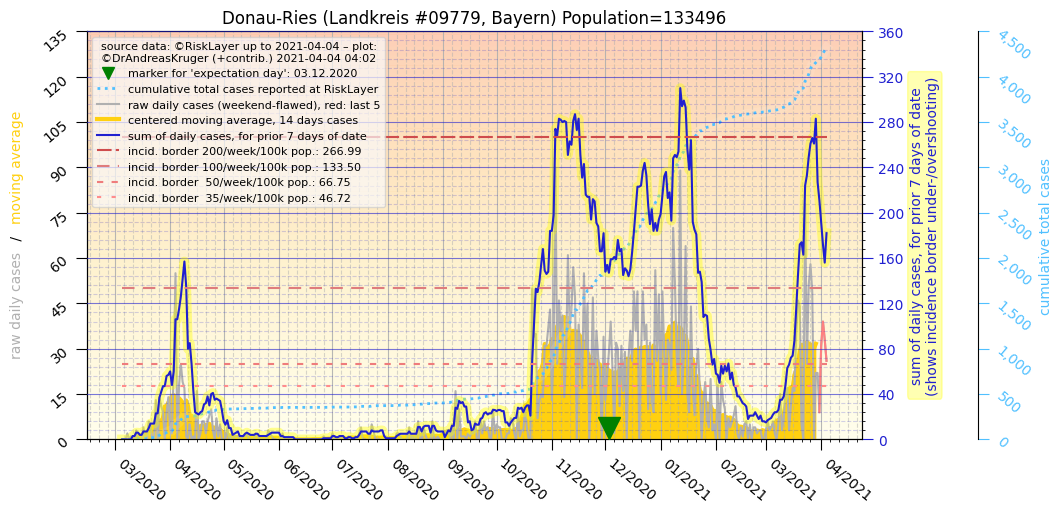 Donau-Ries (Landkreis #09779, Bayern) Population=133496
source data: ©RiskLayer up to 2021-04-04 – plot:
©DrAndreasKruger (+contrib.) 2021-04-04 04:02
marker for 'expectation day': 03.12.2020
cumulative total cases reported at RiskLayer
raw daily cases (weekend-flawed), red: last 5
centered moving average, 14 days cases
sum of daily cases, for prior 7 days of date
incid. border 200/week/100k pop.: 266.99
incid. border 100/week/100k pop.: 133.50
incid. border  50/week/100k pop.: 66.75
incid. border  35/week/100k pop.: 46.72
raw daily cases  /  moving average
135
120
105
90
75
60
45
30
15
0
03/2020
04/2020
05/2020
06/2020
07/2020
08/2020
09/2020
10/2020
11/2020
12/2020
01/2021
02/2021
03/2021
04/2021
360
320
280
240
200
160
120
80
40
0
sum of daily cases, for prior 7 days of date
(shows incidence border under-/overshooting)
4,500
4,000
3,500
3,000
2,500
2,000
1,500
1,000
500
0
cumulative total cases